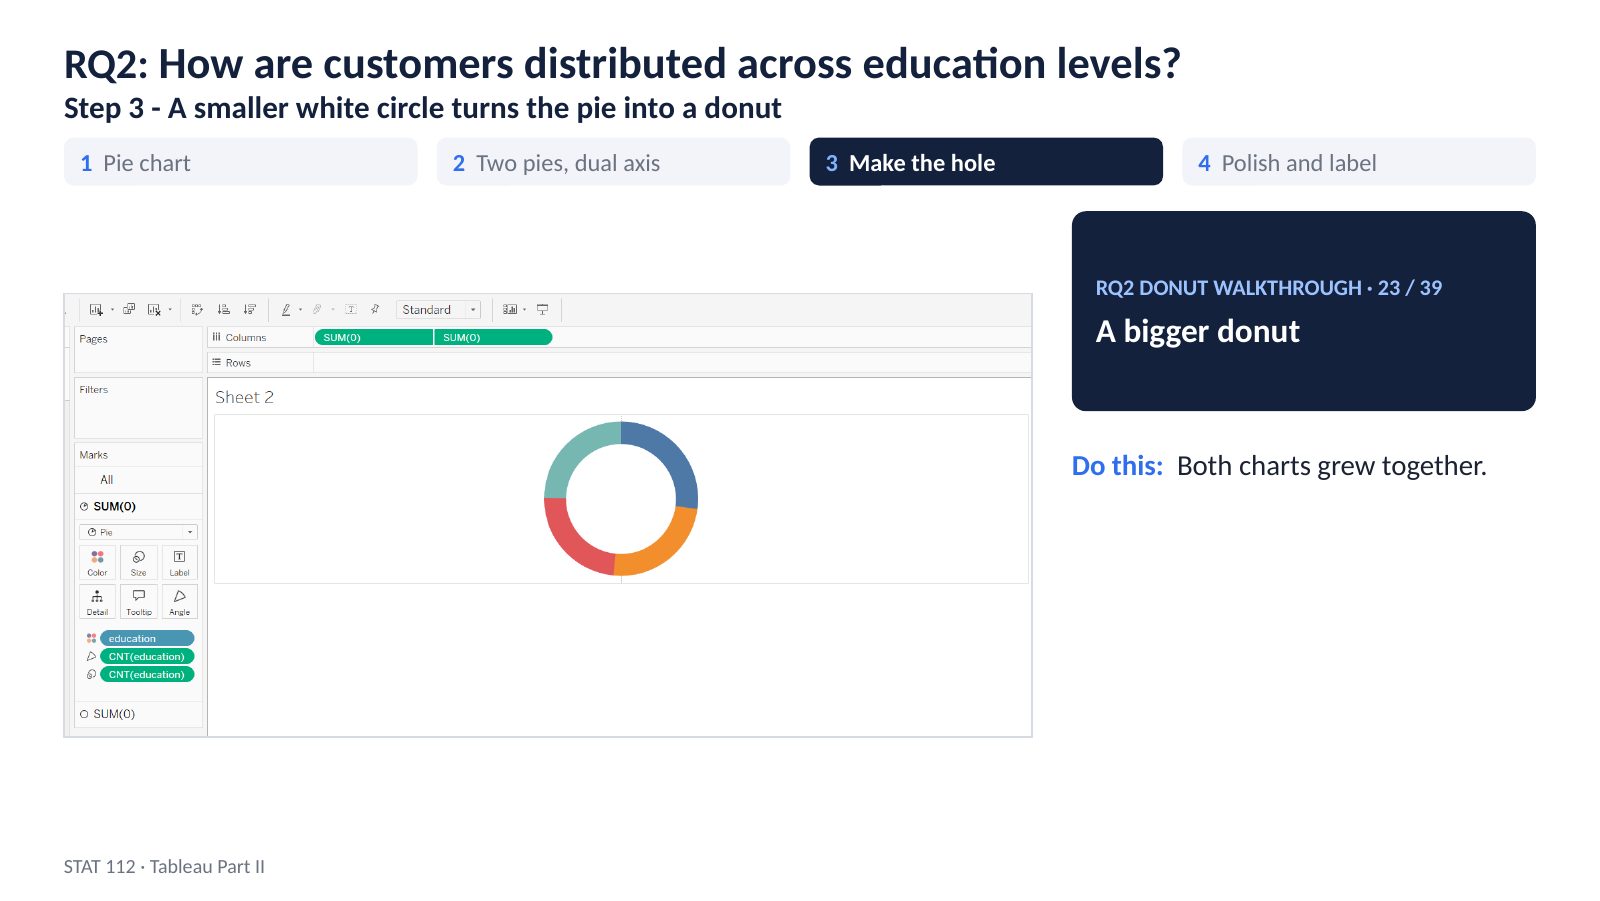 RQ2: How are customers distributed across education levels?
Step 3 - A smaller white circle turns the pie into a donut
1 Pie chart
2 Two pies, dual axis
3 Make the hole
4 Polish and label
Standard
Pages
Columns
SUM(0)
SUM(0)
Rows
Filters
Sheet 2
Marks
All
SUM(0)
Pie
Color
Size
Label
Detail
Tooltip
Angle
education
CNT(education)
CNT(education)
SUM(0)
RQ2 DONUT WALKTHROUGH · 23 / 39
A bigger donut
Do this: Both charts grew together.
STAT 112 · Tableau Part II